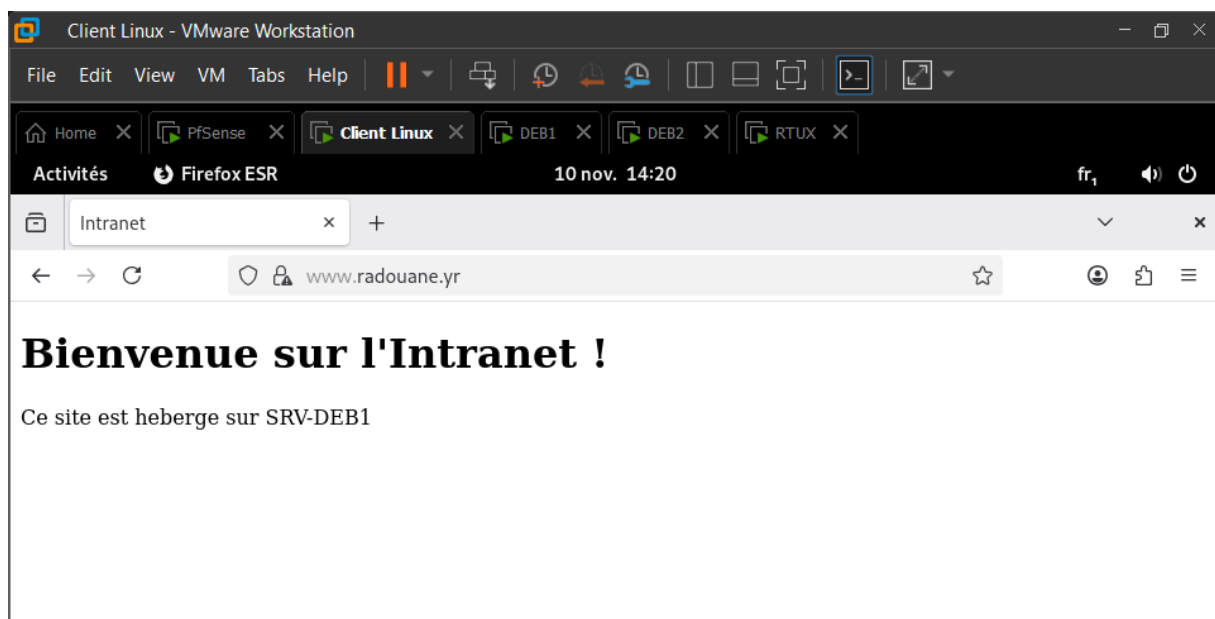 Client Linux - VMware Workstation
File Edit View VM Tabs Help
Home PfSense Client Linux DEB1 DEB2 RTUX
Activités Firefox ESR 10 nov. 14:20 fr1
Intranet
www.radouane.yr
Bienvenue sur l'Intranet !
Ce site est heberge sur SRV-DEB1